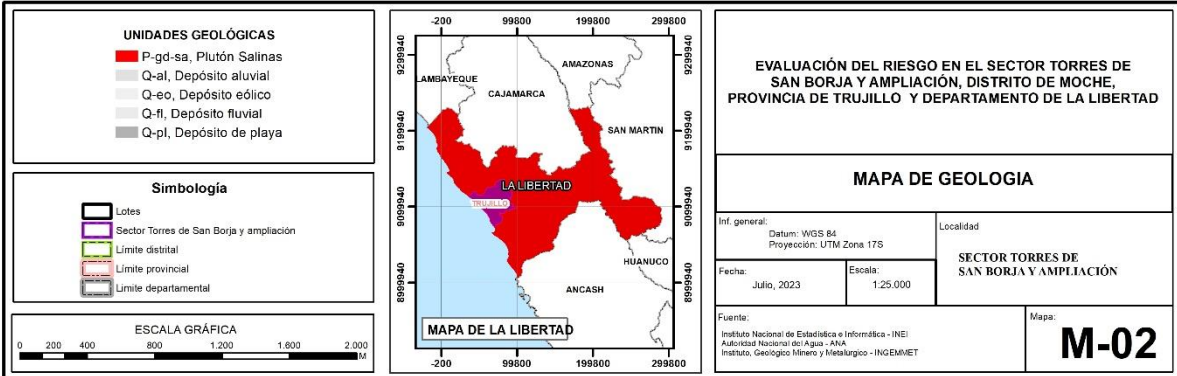 UNIDADES GEOLÓGICAS
P-gd-sa, Plutón Salinas
Q-al, Depósito aluvial
Q-eo, Depósito eólico
Q-fl, Depósito fluvial
Q-pl, Depósito de playa
Simbología
Lotes
Sector Torres de San Borja y ampliación
Límite distrital
Límite provincial
Limite departamental
ESCALA GRÁFICA
0 200 400 800 1.200 1.600 2.000
M
-200 99800 199800 299800
9299940 9299940
9199940 9199940
9099940 9099940
8999940 8999940
AMAZONAS
LAMBAYEQUE
CAJAMARCA
SAN MARTIN
LA LIBERTAD
TRUJILLO
HUANUCO
ANCASH
MAPA DE LA LIBERTAD
-200 99800 199800 299800
EVALUACIÓN DEL RIESGO EN EL SECTOR TORRES DE
SAN BORJA Y AMPLIACIÓN, DISTRITO DE MOCHE,
PROVINCIA DE TRUJILLO Y DEPARTAMENTO DE LA LIBERTAD
MAPA DE GEOLOGIA
Inf. general:
Datum: WGS 84
Proyección: UTM Zona 17S
Localidad
SECTOR TORRES DE
SAN BORJA Y AMPLIACIÓN
Fecha:
Julio, 2023
Escala:
1:25.000
Fuente:
Instituto Nacional de Estadística e Informática - INEI
Autoridad Nacional del Agua - ANA
Instituto, Geológico Minero y Metalúrgico - INGEMMET
Mapa:
M-02